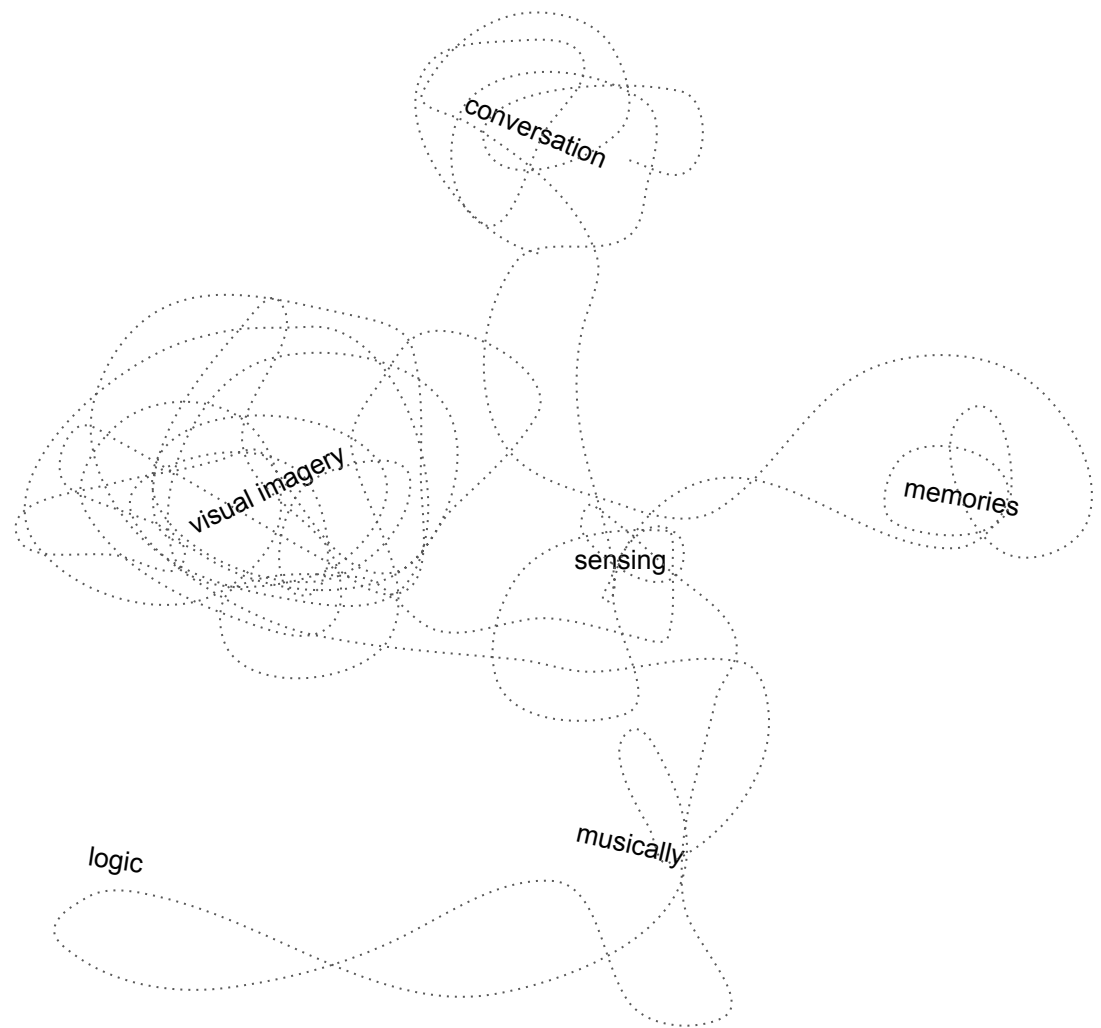 conversation
visual imagery
memories
sensing
musically
logic